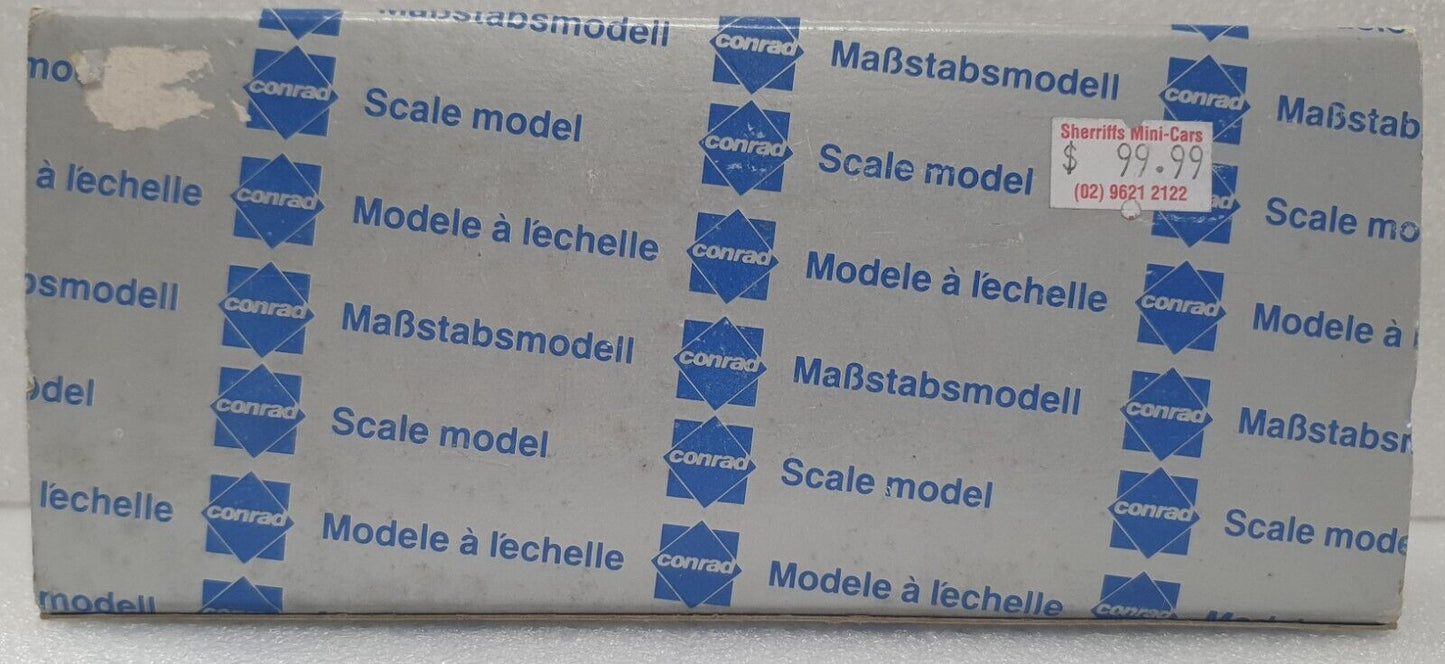 Maßstabsmodell
conrad Maßstabsmodell
conrad Scale model
conrad Maßstab
Sherriffs Mini-Cars
$ 99.99
(02) 9621 2122
conrad Scale model
à l'echelle conrad Modele à l'echelle
Scale mo
conrad Modele à l'echelle
conrad Modele à
smodell conrad Maßstabsmodell
conrad Maßstabsmodell
conrad Maßstabs
del conrad Scale model
conrad Scale model
conrad Scale mode
l'echelle conrad Modele à l'echelle
conrad Modele à l'echelle
conrad
modell